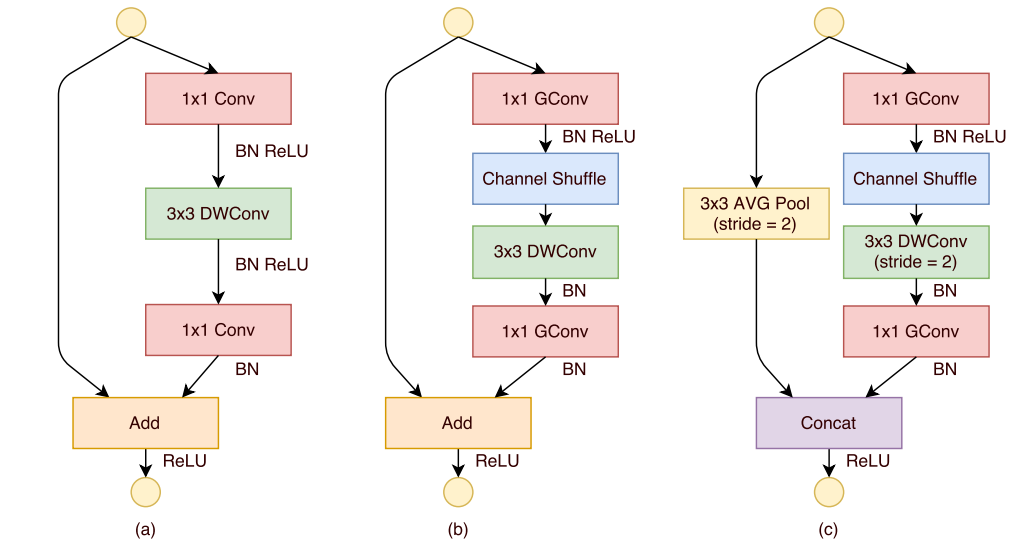 1x1 Conv
BN ReLU
3x3 DWConv
BN ReLU
1x1 Conv
BN
Add
ReLU
(a)
1x1 GConv
BN ReLU
Channel Shuffle
3x3 DWConv
BN
1x1 GConv
BN
Add
ReLU
(b)
3x3 AVG Pool
(stride = 2)
1x1 GConv
BN ReLU
Channel Shuffle
3x3 DWConv
(stride = 2)
BN
1x1 GConv
BN
Concat
ReLU
(c)